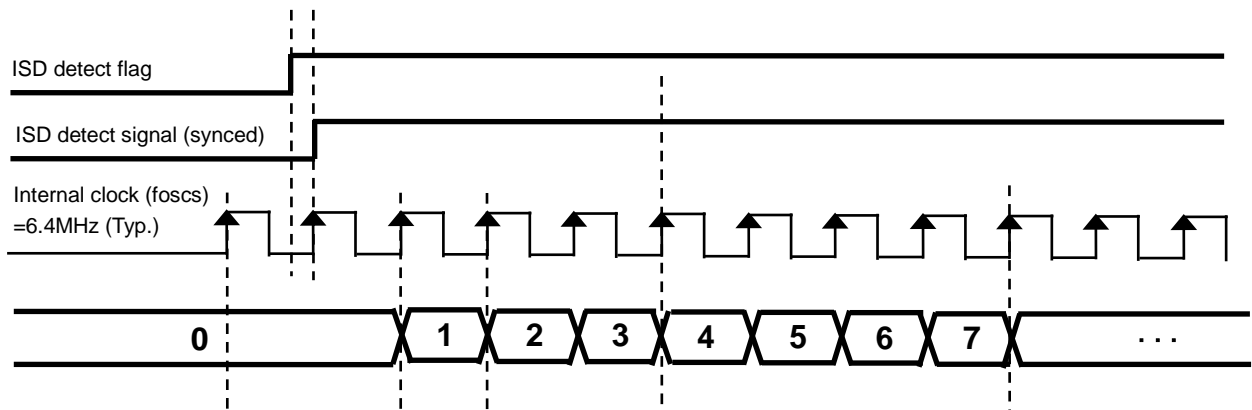 ISD detect flag
ISD detect signal (synced)
Internal clock (foscs)
=6.4MHz (Typ.)
0 1 2 3 4 5 6 7 . . .